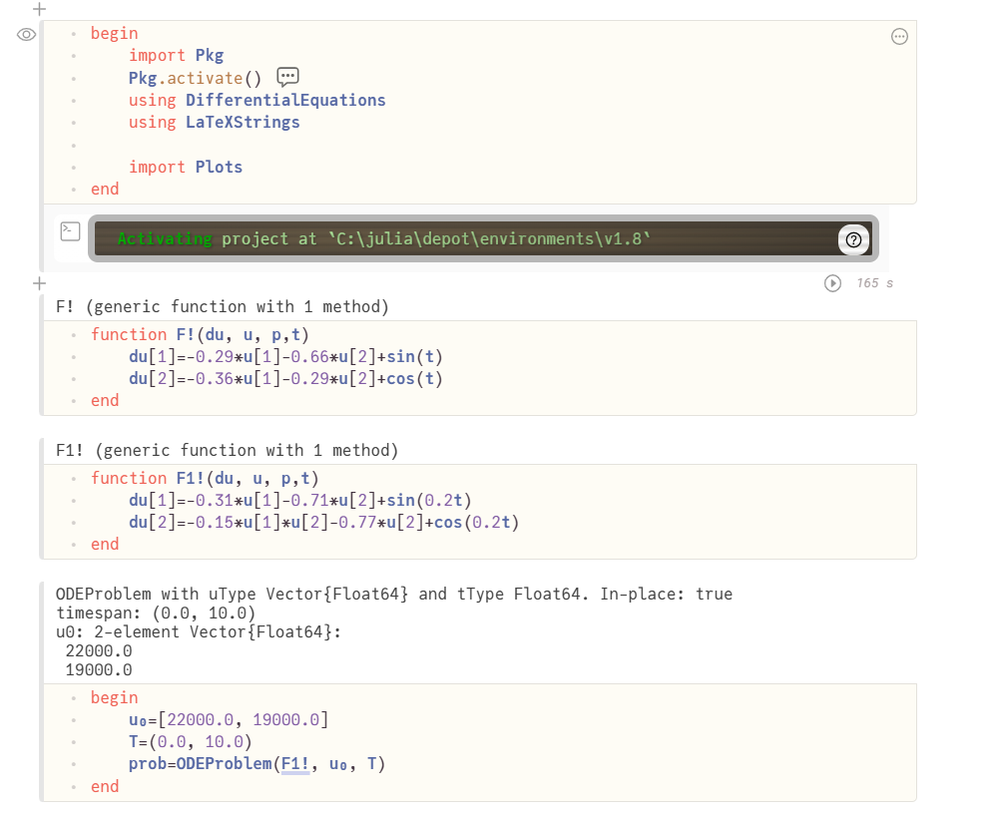 begin
import Pkg
Pkg.activate()
using DifferentialEquations
using LaTeXStrings
import Plots
end
Activating project at `C:\julia\depot\environments\v1.8`
165 s
F! (generic function with 1 method)
function F!(du, u, p,t)
du[1]=-0.29*u[1]-0.66*u[2]+sin(t)
du[2]=-0.36*u[1]-0.29*u[2]+cos(t)
end
F1! (generic function with 1 method)
function F1!(du, u, p,t)
du[1]=-0.31*u[1]-0.71*u[2]+sin(0.2t)
du[2]=-0.15*u[1]*u[2]-0.77*u[2]+cos(0.2t)
end
ODEProblem with uType Vector{Float64} and tType Float64. In-place: true
timespan: (0.0, 10.0)
u0: 2-element Vector{Float64}:
22000.0
19000.0
begin
u₀=[22000.0, 19000.0]
T=(0.0, 10.0)
prob=ODEProblem(F1!, u₀, T)
end